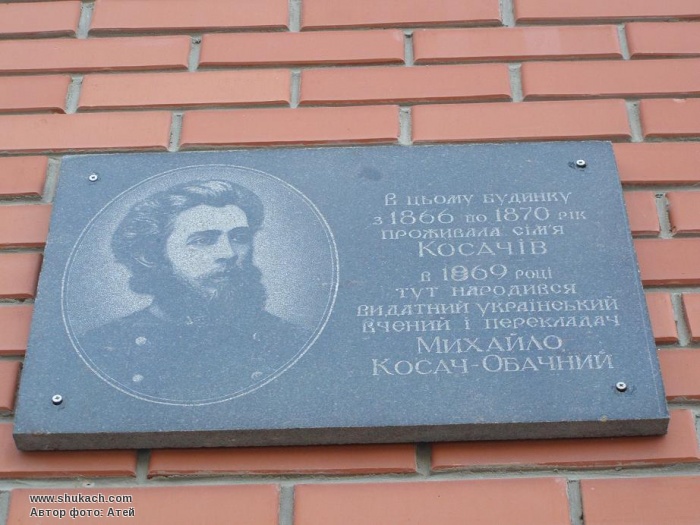 В цьому будинку
з 1866 по 1870 рік
проживала сім'я
Косачів
в 1869 році
тут народився
видатний український
вчений і перекладач
Михайло
Косач-Обачний
www.shukach.com
Автор фото: Атей